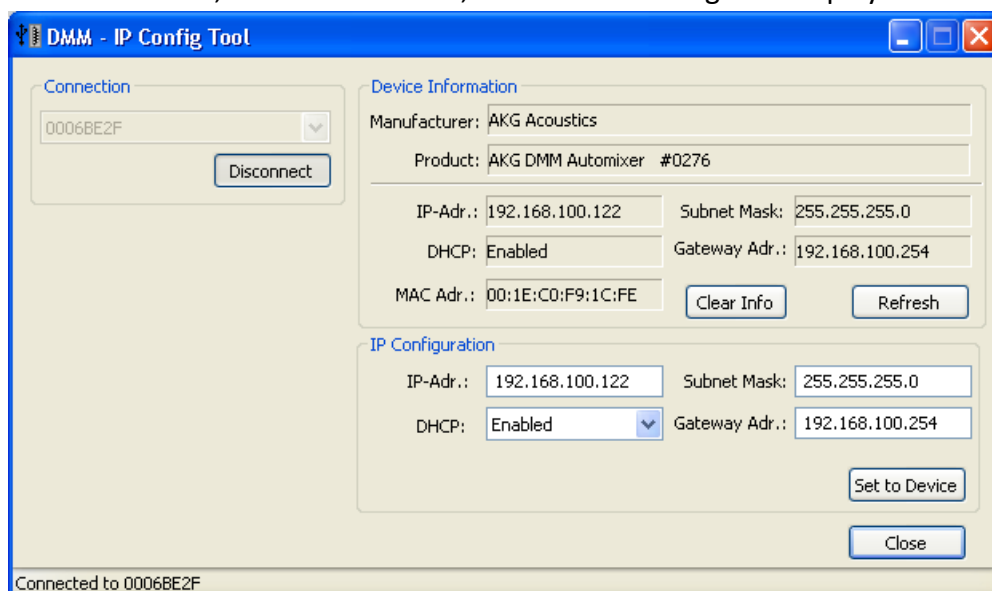 DMM - IP Config Tool
Connection
0006BE2F
Disconnect
Device Information
Manufacturer: AKG Acoustics
Product: AKG DMM Automixer #0276
IP-Adr.: 192.168.100.122 Subnet Mask: 255.255.255.0
DHCP: Enabled Gateway Adr.: 192.168.100.254
MAC Adr.: 00:1E:C0:F9:1C:FE Clear Info Refresh
IP Configuration
IP-Adr.: 192.168.100.122 Subnet Mask: 255.255.255.0
DHCP: Enabled Gateway Adr.: 192.168.100.254
Set to Device
Close
Connected to 0006BE2F